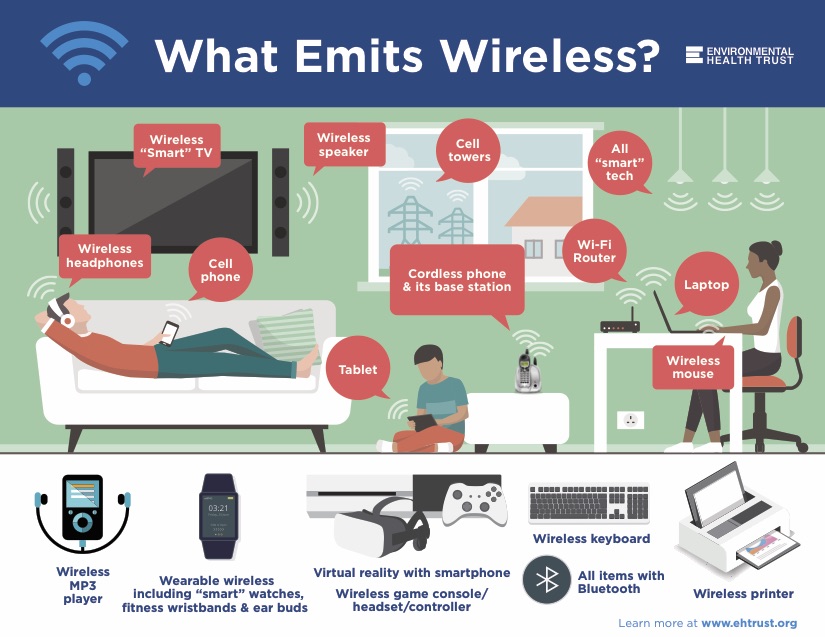 What Emits Wireless?
ENVIRONMENTAL
HEALTH TRUST
Wireless
“Smart” TV
Wireless
speaker
Cell
towers
All
“smart”
tech
Wireless
headphones
Cell
phone
Cordless phone
& its base station
Wi-Fi
Router
Laptop
Tablet
Wireless
mouse
03:21
Wireless
MP3
player
Wearable wireless
including “smart” watches,
fitness wristbands & ear buds
Virtual reality with smartphone
Wireless game console/
headset/controller
Wireless keyboard
All items with
Bluetooth
Wireless printer
Learn more at www.ehtrust.org